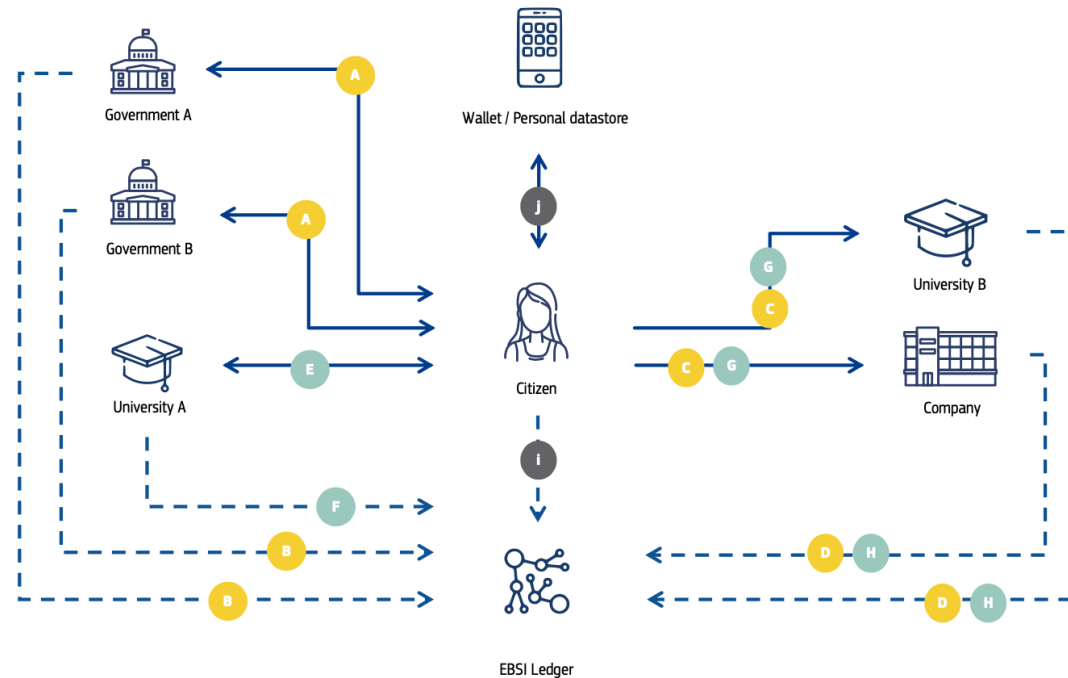 A
Government A
Wallet / Personal datastore
A
j
Government B
G
University B
C
E
C
G
University A
Citizen
Company
i
F
B
D
H
B
D
H
EBSI Ledger